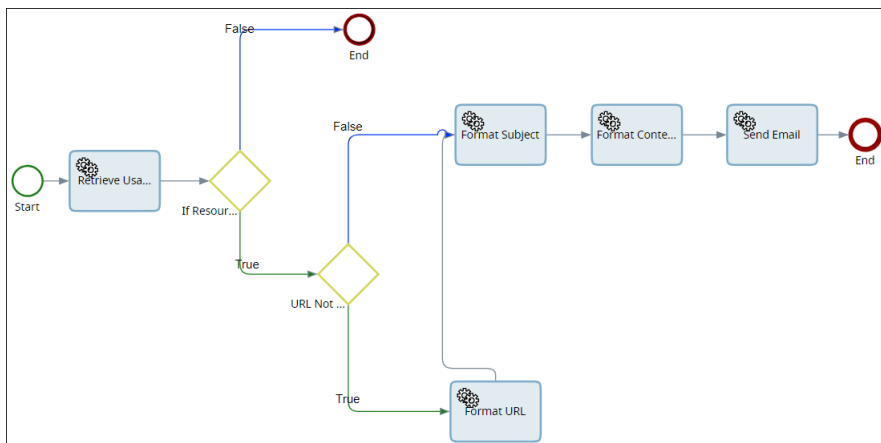 False
End
False
Format Subject
Format Conte...
Send Email
End
Retrieve Usa...
Start
If Resour...
True
URL Not ...
True
Format URL